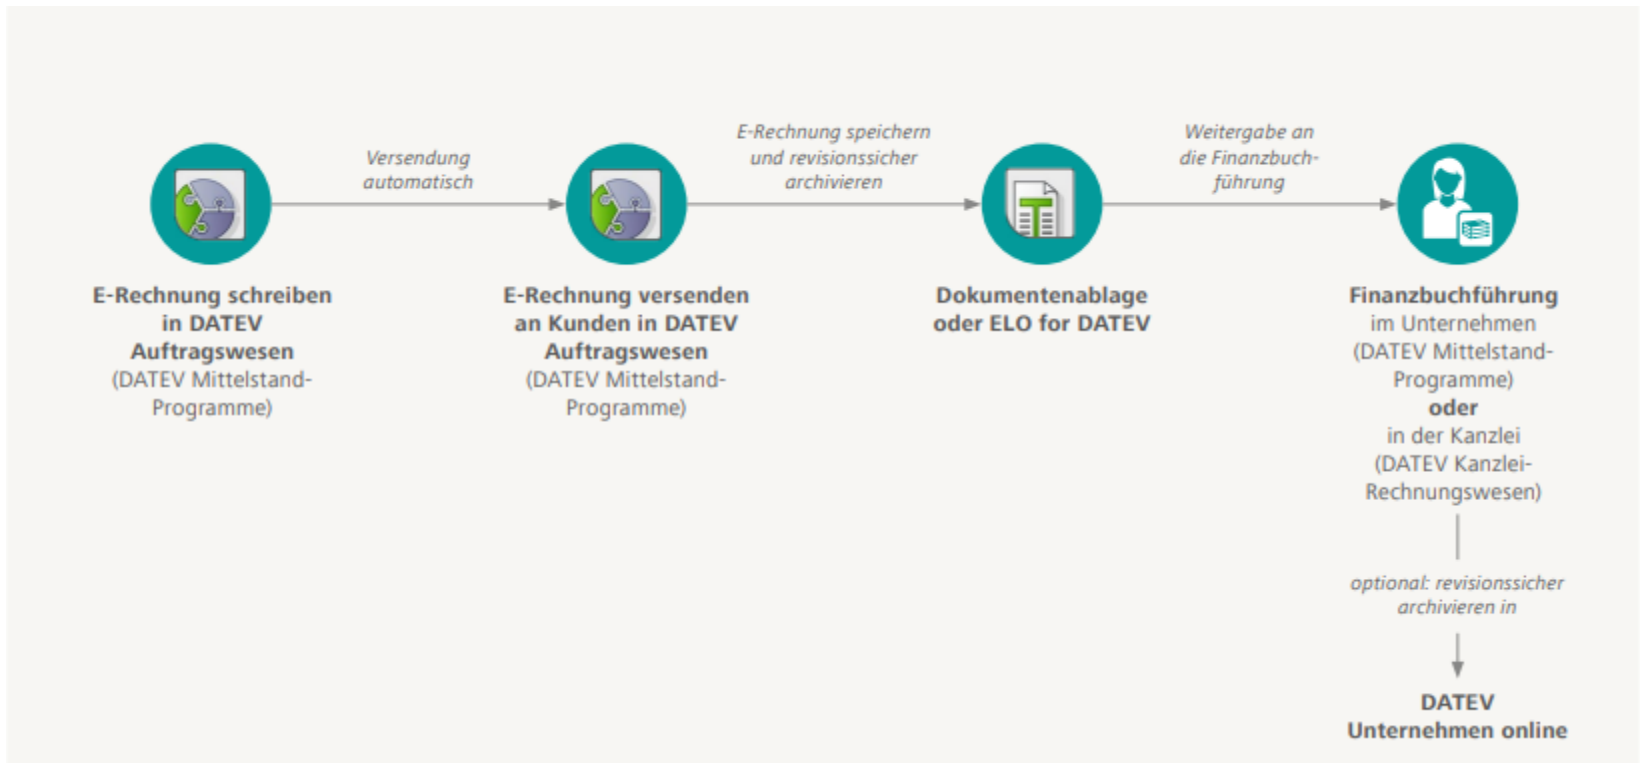 Versendung
automatisch
E-Rechnung speichern
und revisionssicher
archivieren
Weitergabe an
die Finanzbuch-
führung
E-Rechnung schreiben
in DATEV
Auftragswesen
(DATEV Mittelstand-
Programme)
E-Rechnung versenden
an Kunden in DATEV
Auftragswesen
(DATEV Mittelstand-
Programme)
Dokumentenablage
oder ELO for DATEV
Finanzbuchführung
im Unternehmen
(DATEV Mittelstand-
Programme)
oder
in der Kanzlei
(DATEV Kanzlei-
Rechnungswesen)
optional: revisionssicher
archivieren in
DATEV
Unternehmen online